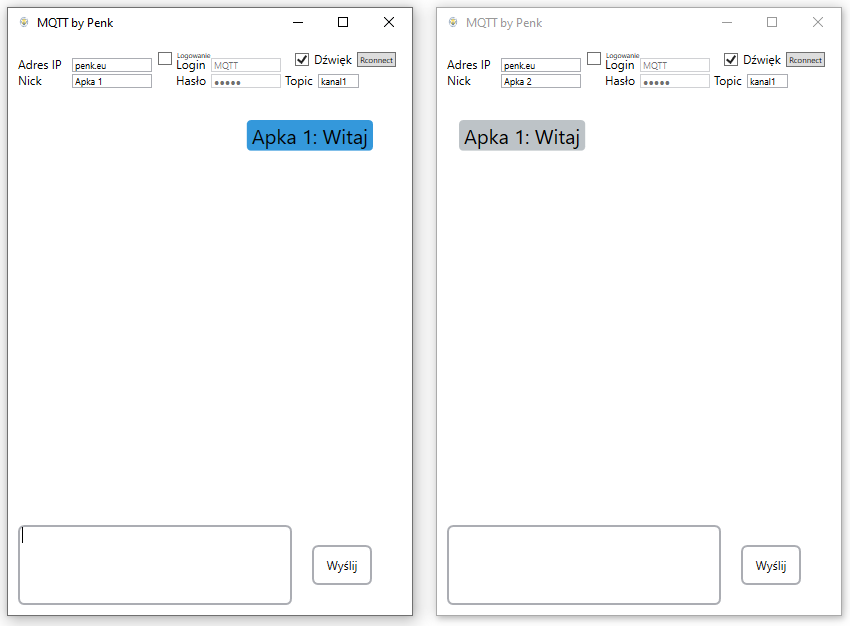 MQTT by Penk
Logowanie
Adres IP penk.eu Login MQTT Dźwięk Rconnect
Nick Apka 1 Hasło ●●●●● Topic kanal1
Apka 1: Witaj
Wyślij
MQTT by Penk
Logowanie
Adres IP penk.eu Login MQTT Dźwięk Rconnect
Nick Apka 2 Hasło ●●●●● Topic kanal1
Apka 1: Witaj
Wyślij